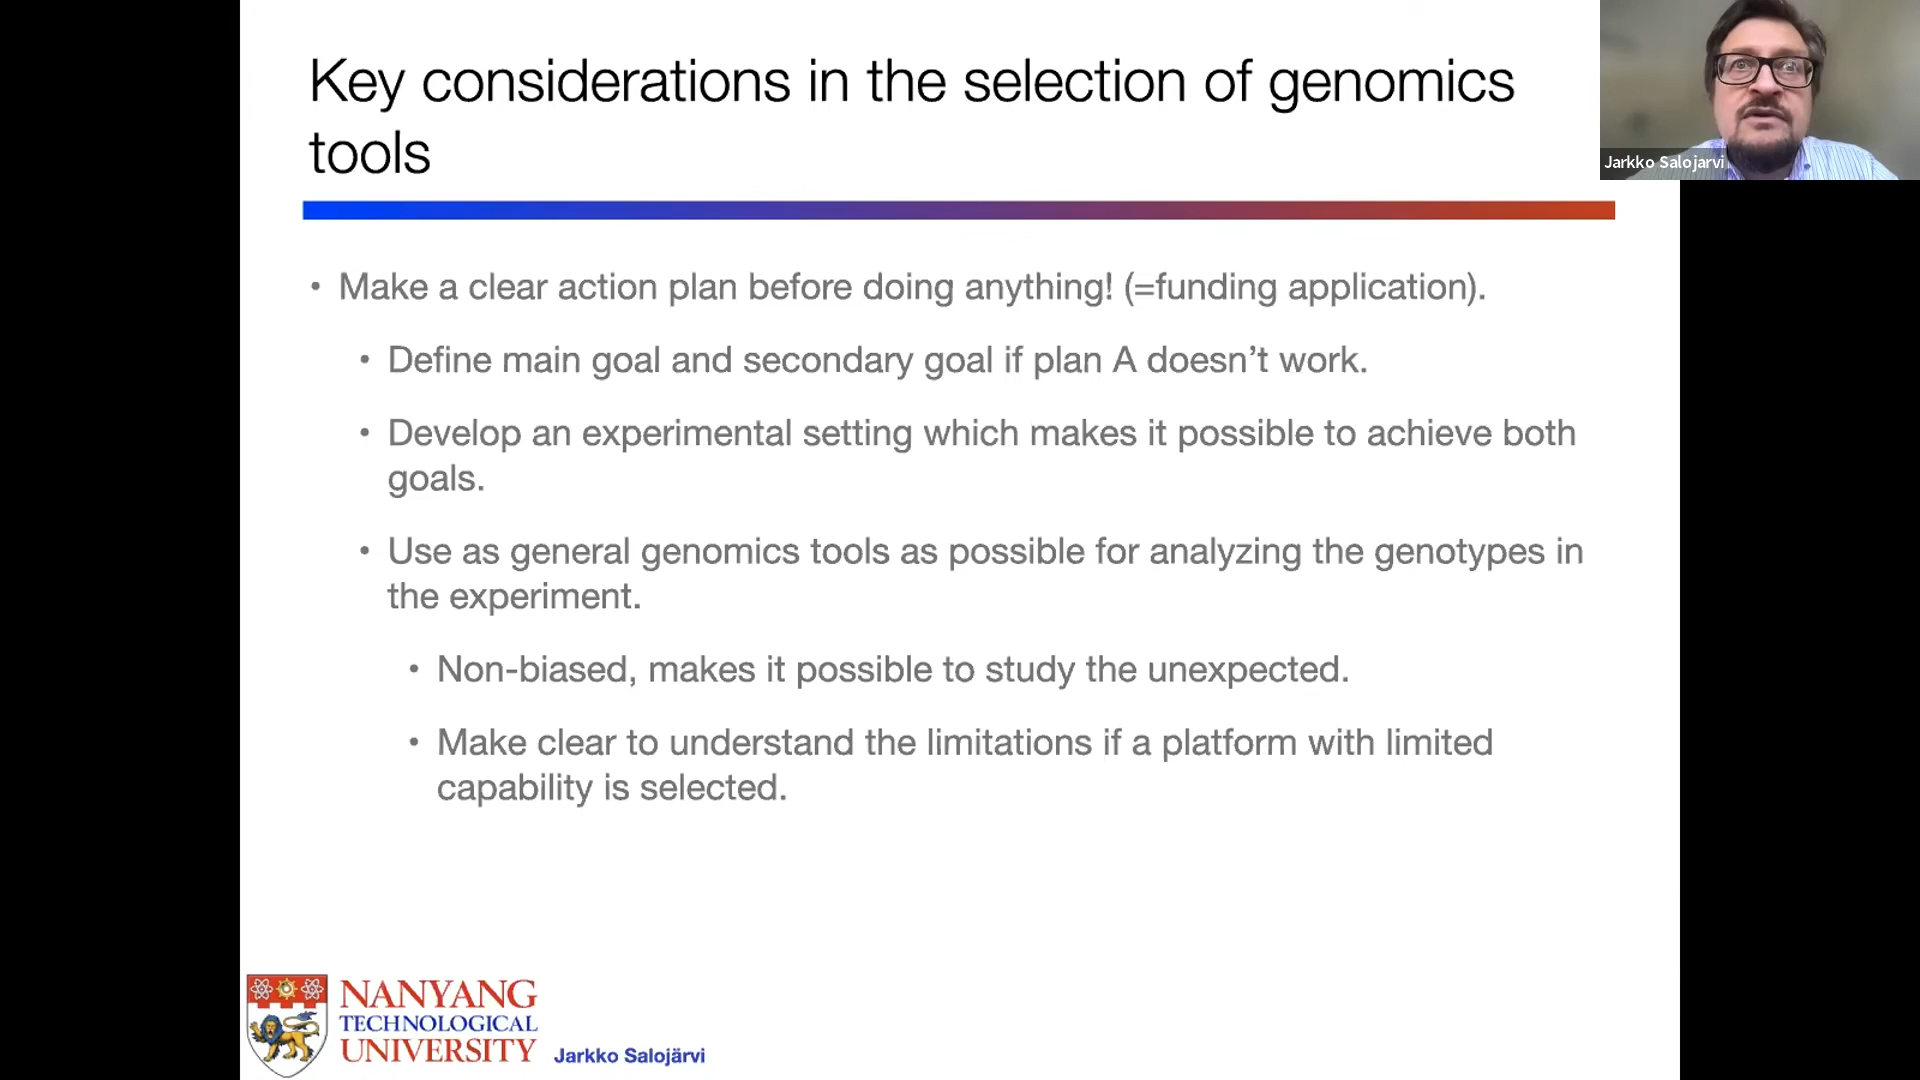 Key considerations in the selection of genomics
tools
Jarkko Salojarvi
• Make a clear action plan before doing anything! (=funding application).
• Define main goal and secondary goal if plan A doesn’t work.
• Develop an experimental setting which makes it possible to achieve both
goals.
• Use as general genomics tools as possible for analyzing the genotypes in
the experiment.
• Non-biased, makes it possible to study the unexpected.
• Make clear to understand the limitations if a platform with limited
capability is selected.
NANYANG
TECHNOLOGICAL
UNIVERSITY
Jarkko Salojärvi